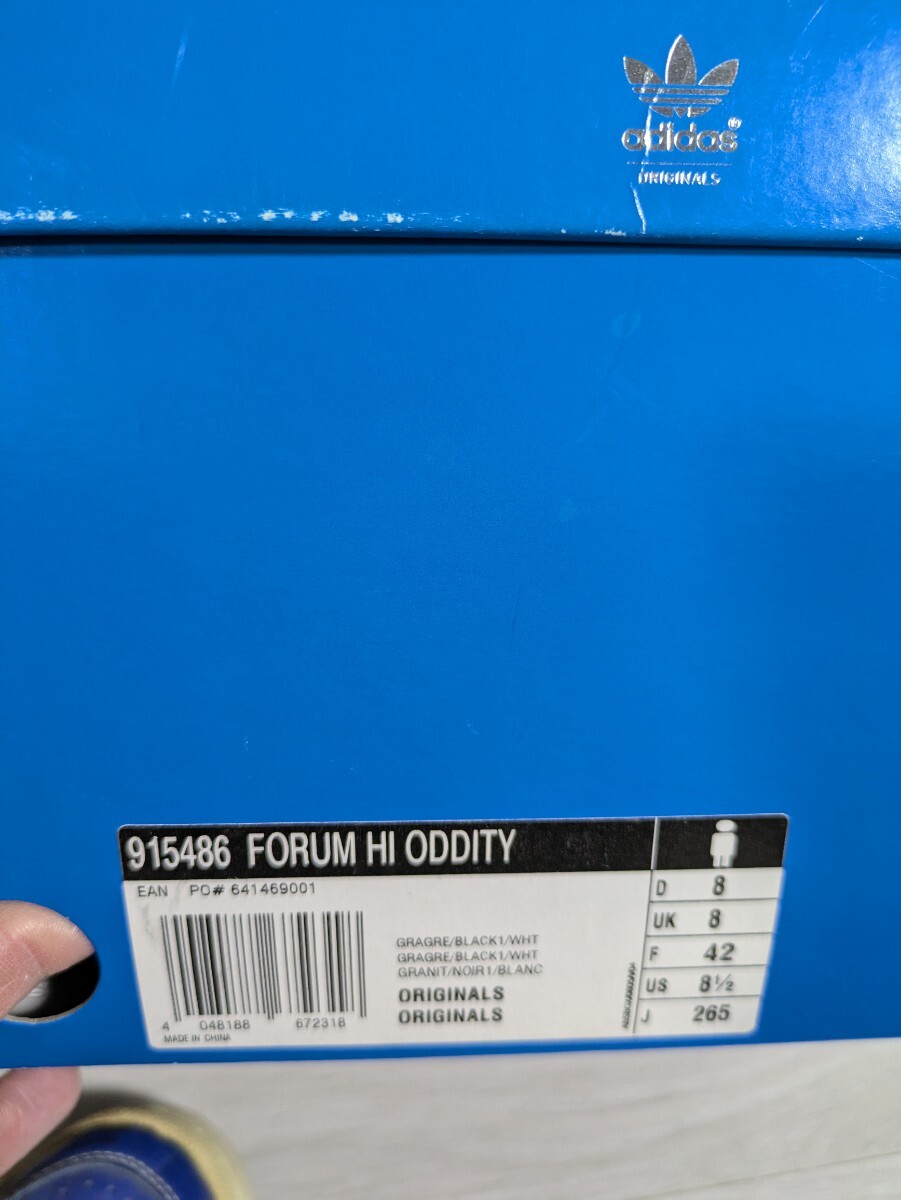 adidas®
ORIGINALS
915486 FORUM HI ODDITY
EAN PO# 641469001
GRAGRE/BLACK1/WHT
GRAGRE/BLACK1/WHT
GRANIT/NOIR1/BLANC
ORIGINALS
ORIGINALS
4 048188 672318
MADE IN CHINA
D 8
UK 8
F 42
US 8½
J 265